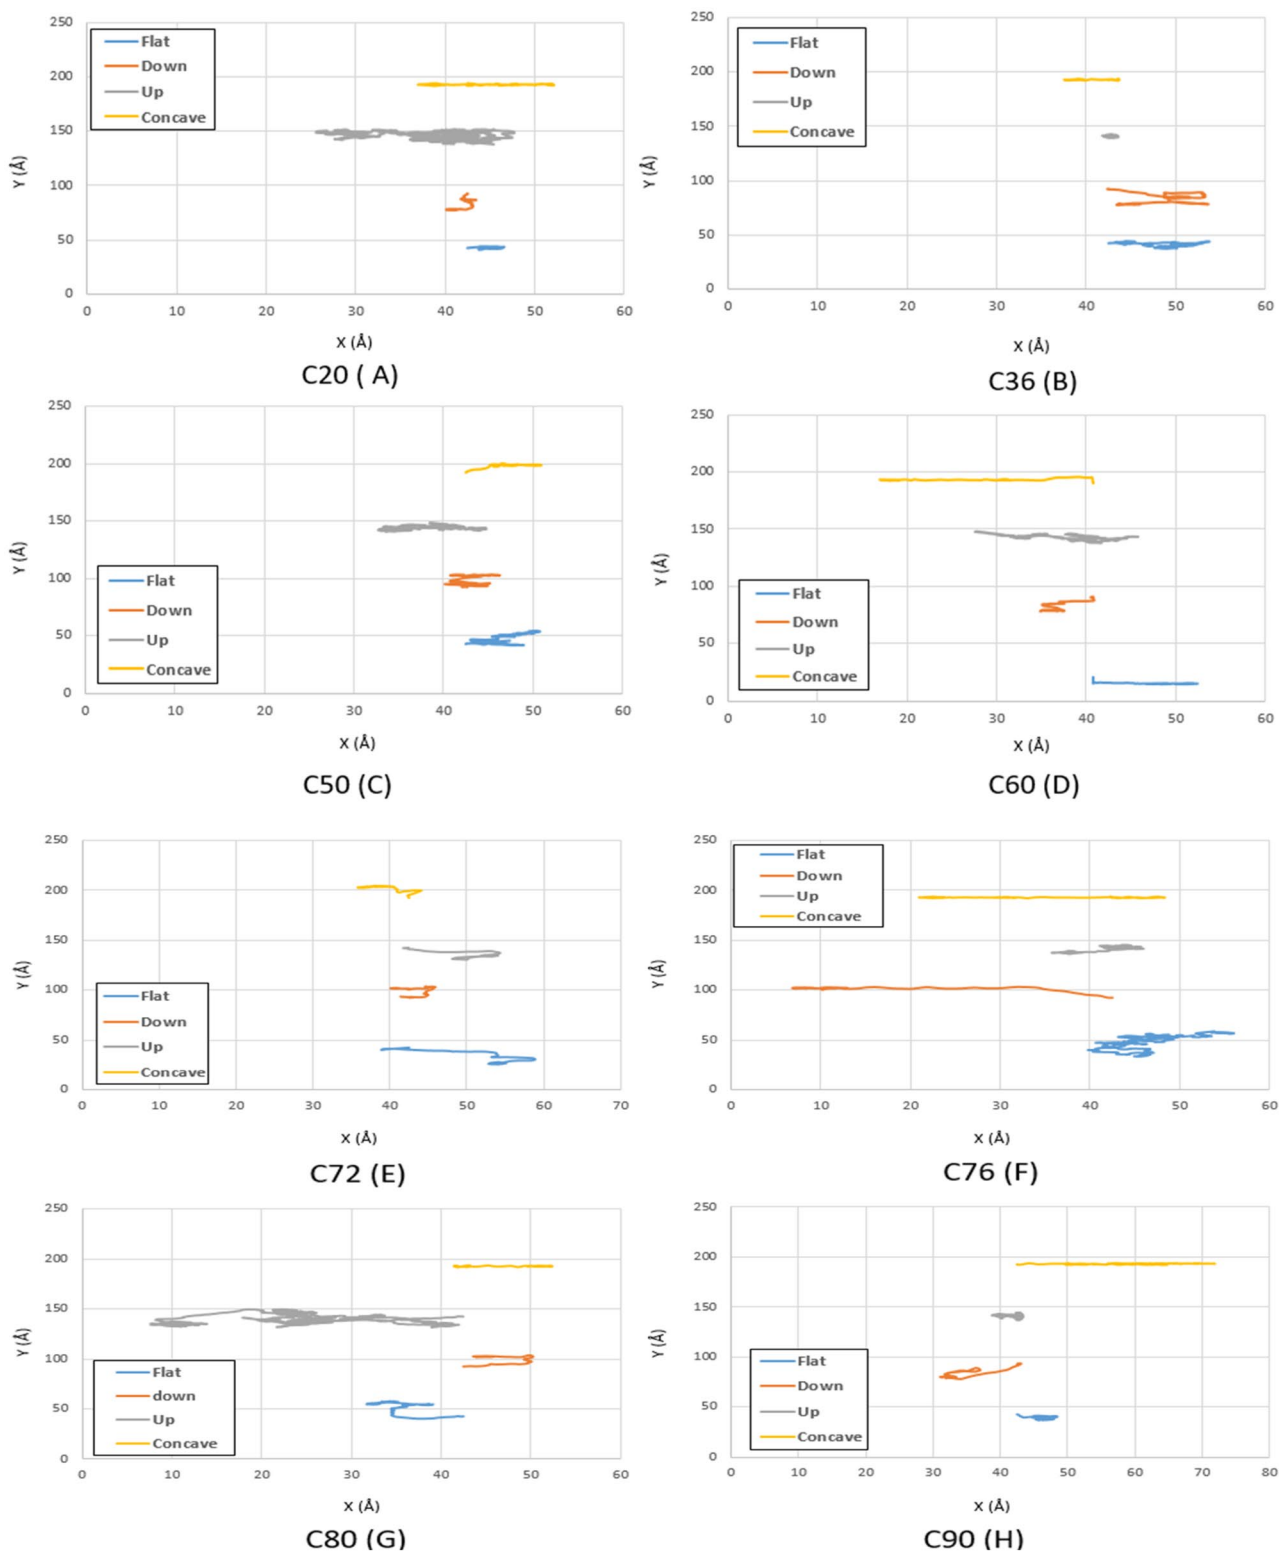 250
200
150
100
50
0
Y (Å)
Flat
Down
Up
Concave
0 10 20 30 40 50 60
X (Å)
C20 ( A)
250
200
150
100
50
0
Y (Å)
Flat
Down
Up
Concave
0 10 20 30 40 50 60
X (Å)
C36 (B)
250
200
150
100
50
0
Y (Å)
Flat
Down
Up
Concave
0 10 20 30 40 50 60
X (Å)
C50 (C)
250
200
150
100
50
0
Y (Å)
Flat
Down
Up
Concave
0 10 20 30 40 50 60
X (Å)
C60 (D)
250
200
150
100
50
0
Y (Å)
Flat
Down
Up
Concave
0 10 20 30 40 50 60 70
X (Å)
C72 (E)
250
200
150
100
50
0
Y (Å)
Flat
Down
Up
Concave
0 10 20 30 40 50 60
X (Å)
C76 (F)
250
200
150
100
50
0
Y (Å)
Flat
down
Up
Concave
0 10 20 30 40 50 60
X (Å)
C80 (G)
250
200
150
100
50
0
Y (Å)
Flat
Down
Up
Concave
0 10 20 30 40 50 60 70 80
X (Å)
C90 (H)